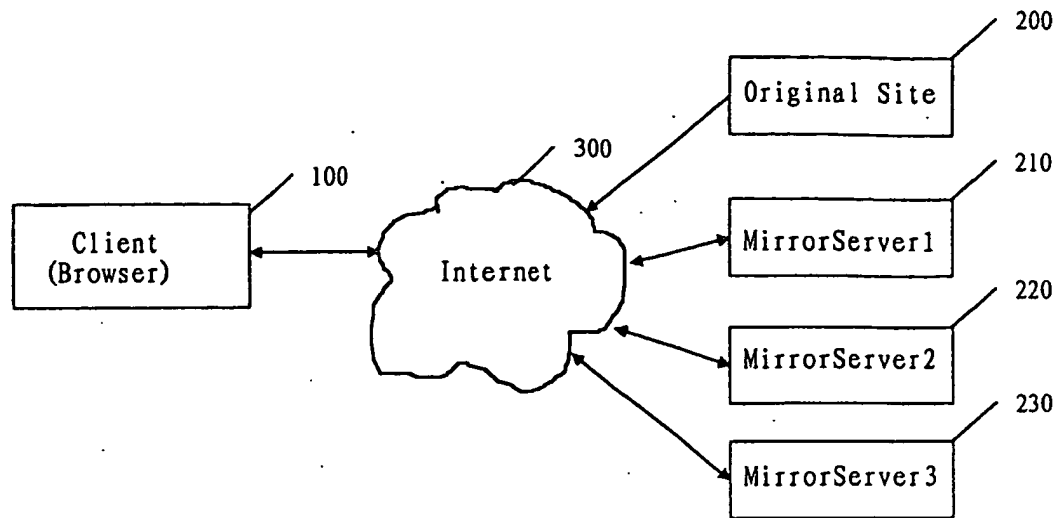 200
Original Site
300
100
210
Client
(Browser)
Internet
MirrorServer1
220
MirrorServer2
230
MirrorServer3